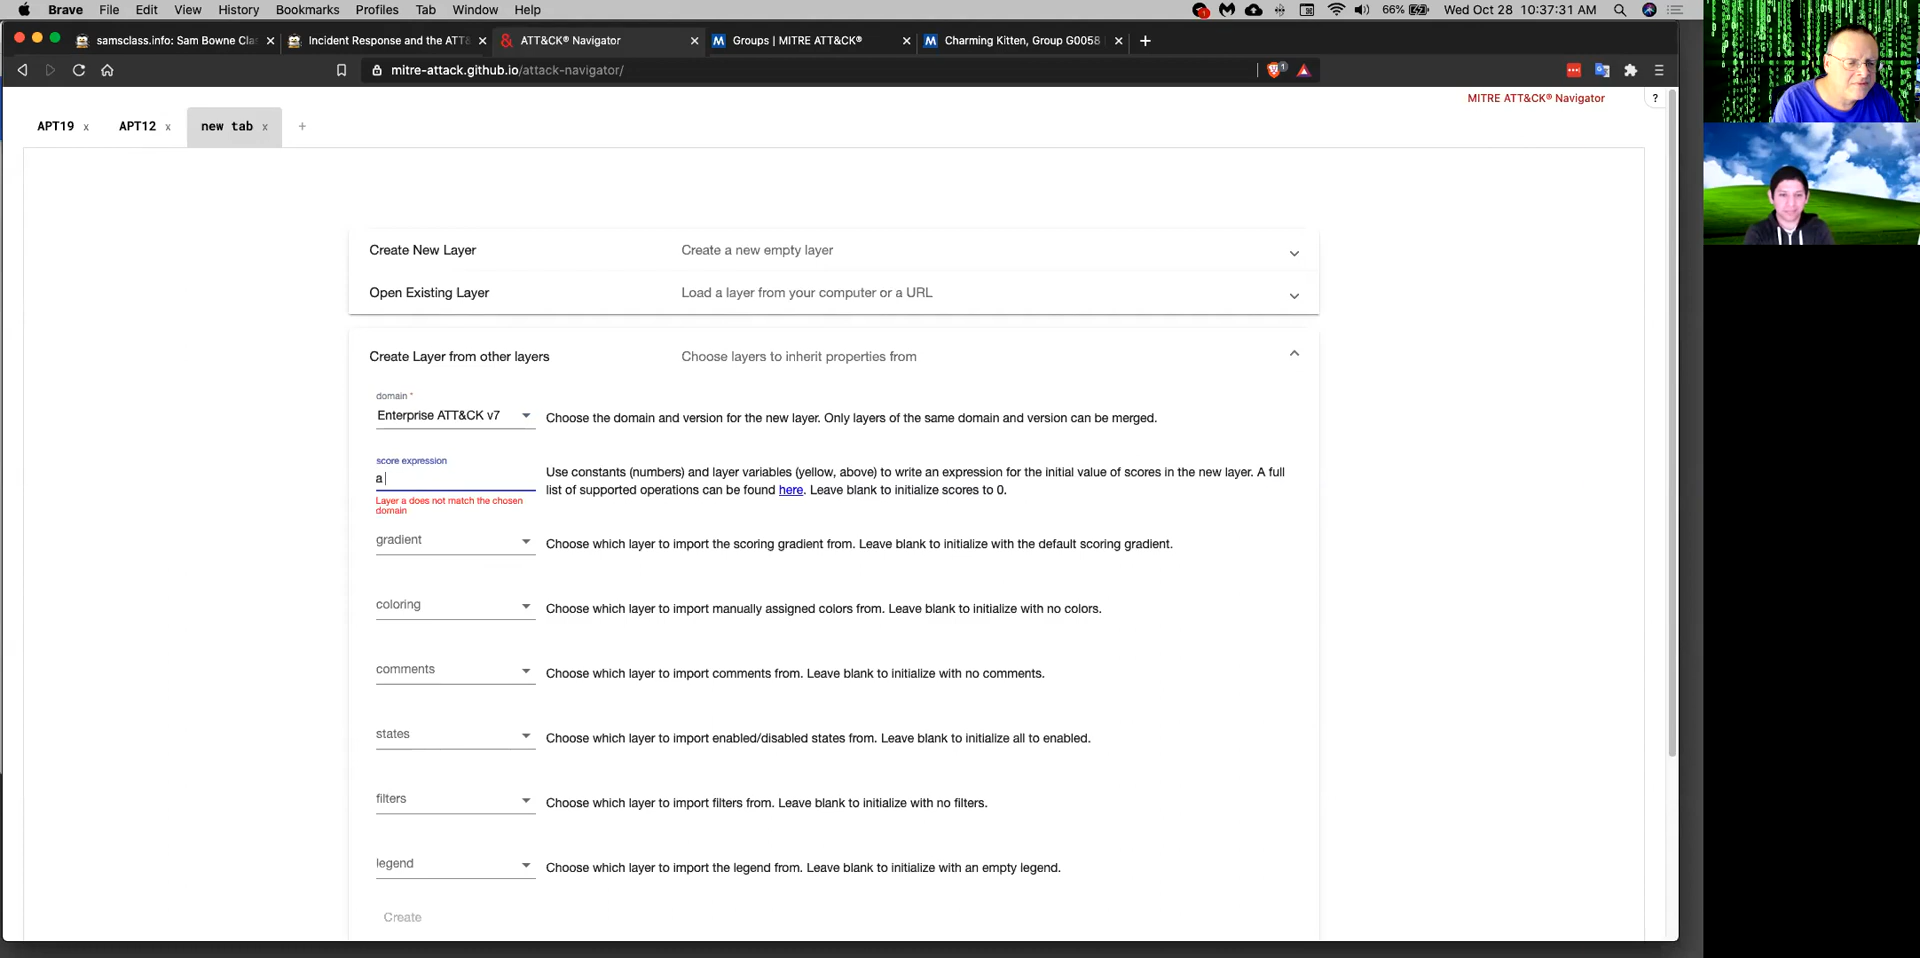 Brave File Edit View History Bookmarks Profiles Tab Window Help 66% Wed Oct 28 10:37:31 AM
samsclass.info: Sam Bowne Cla Incident Response and the ATT& ATT&CK® Navigator Groups | MITRE ATT&CK® Charming Kitten, Group G0058
mitre-attack.github.io/attack-navigator/
MITRE ATT&CK® Navigator ?
APT19 x APT12 x new tab x +
Create New Layer Create a new empty layer
Open Existing Layer Load a layer from your computer or a URL
Create Layer from other layers Choose layers to inherit properties from
domain *
Enterprise ATT&CK v7 Choose the domain and version for the new layer. Only layers of the same domain and version can be merged.
score expression
a
Use constants (numbers) and layer variables (yellow, above) to write an expression for the initial value of scores in the new layer. A full
list of supported operations can be found here. Leave blank to initialize scores to 0.
Layer a does not match the chosen
domain
gradient Choose which layer to import the scoring gradient from. Leave blank to initialize with the default scoring gradient.
coloring Choose which layer to import manually assigned colors from. Leave blank to initialize with no colors.
comments Choose which layer to import comments from. Leave blank to initialize with no comments.
states Choose which layer to import enabled/disabled states from. Leave blank to initialize all to enabled.
filters Choose which layer to import filters from. Leave blank to initialize with no filters.
legend Choose which layer to import the legend from. Leave blank to initialize with an empty legend.
Create